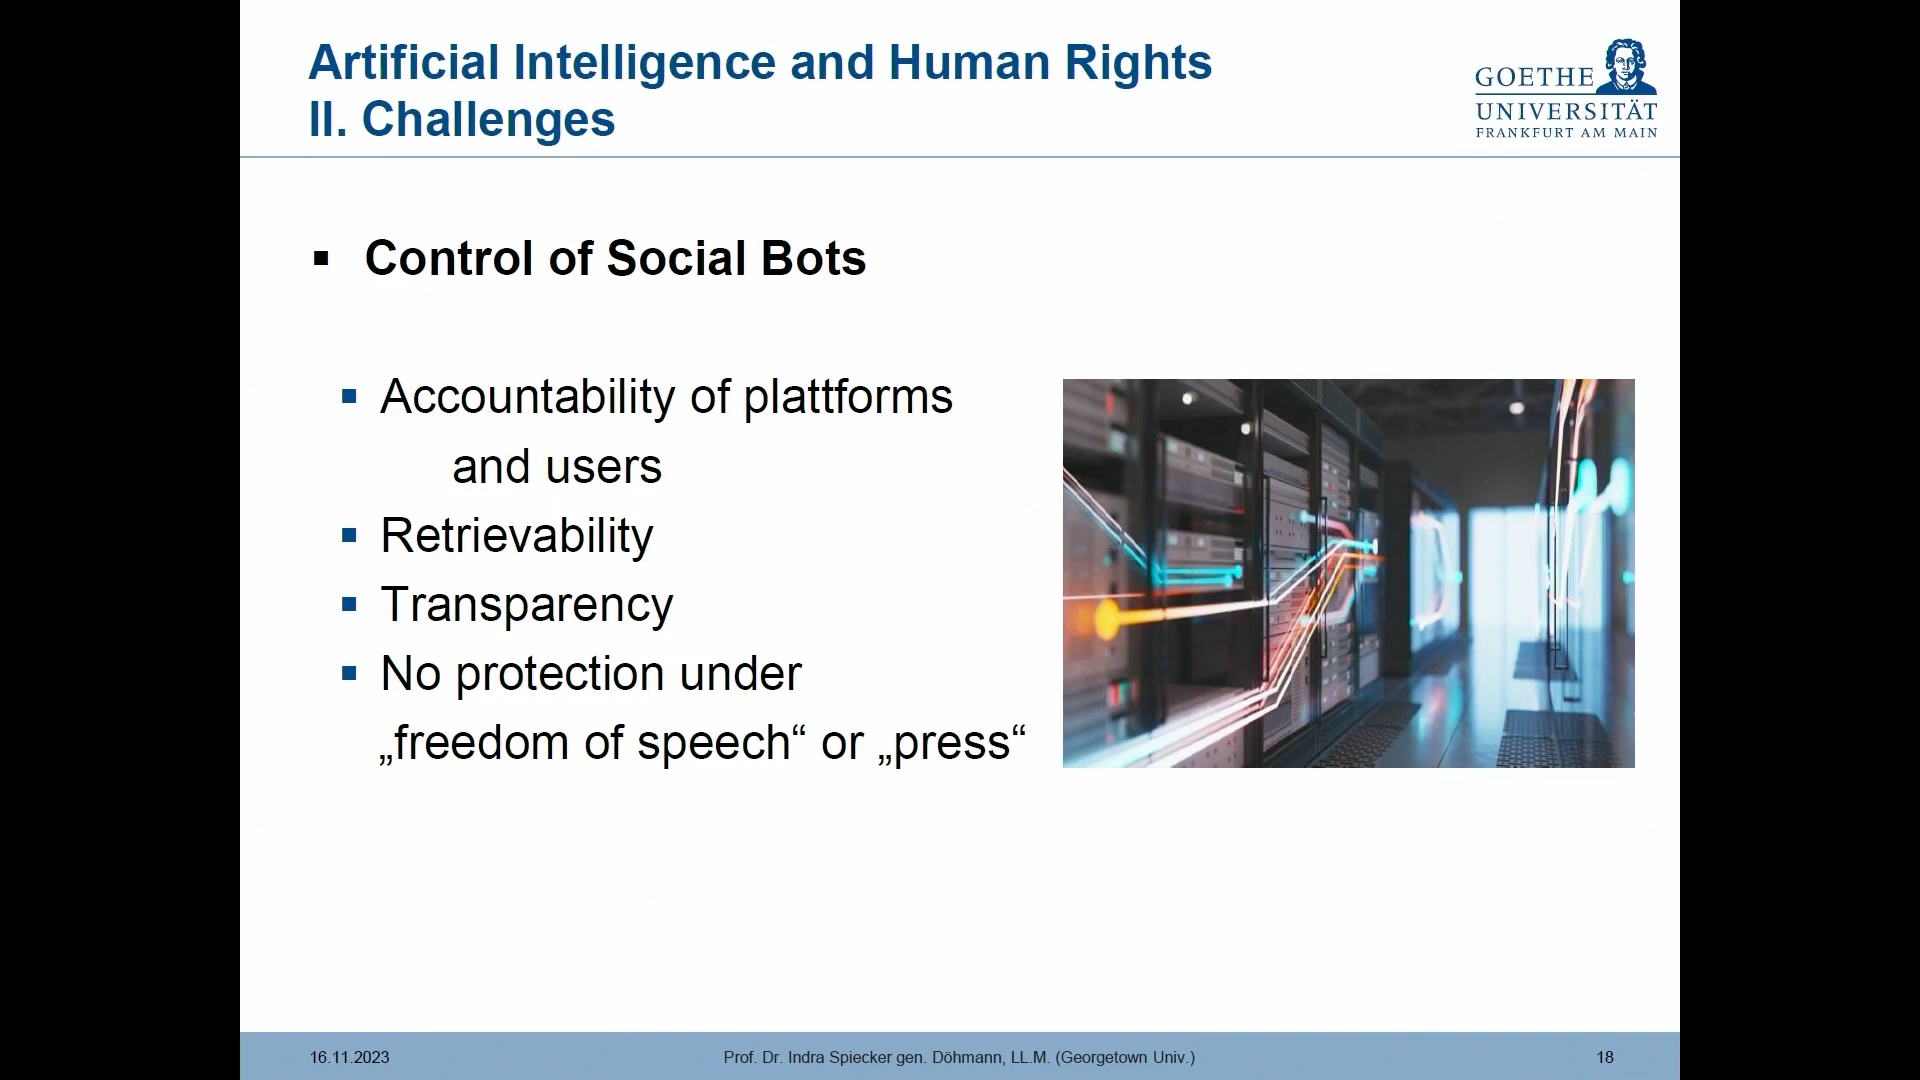 Artificial Intelligence and Human Rights
II. Challenges
GOETHE
UNIVERSITÄT
FRANKFURT AM MAIN
Control of Social Bots
Accountability of plattforms
and users
Retrievability
Transparency
No protection under
„freedom of speech“ or „press“
16.11.2023
Prof. Dr. Indra Spiecker gen. Döhmann, LL.M. (Georgetown Univ.)
18